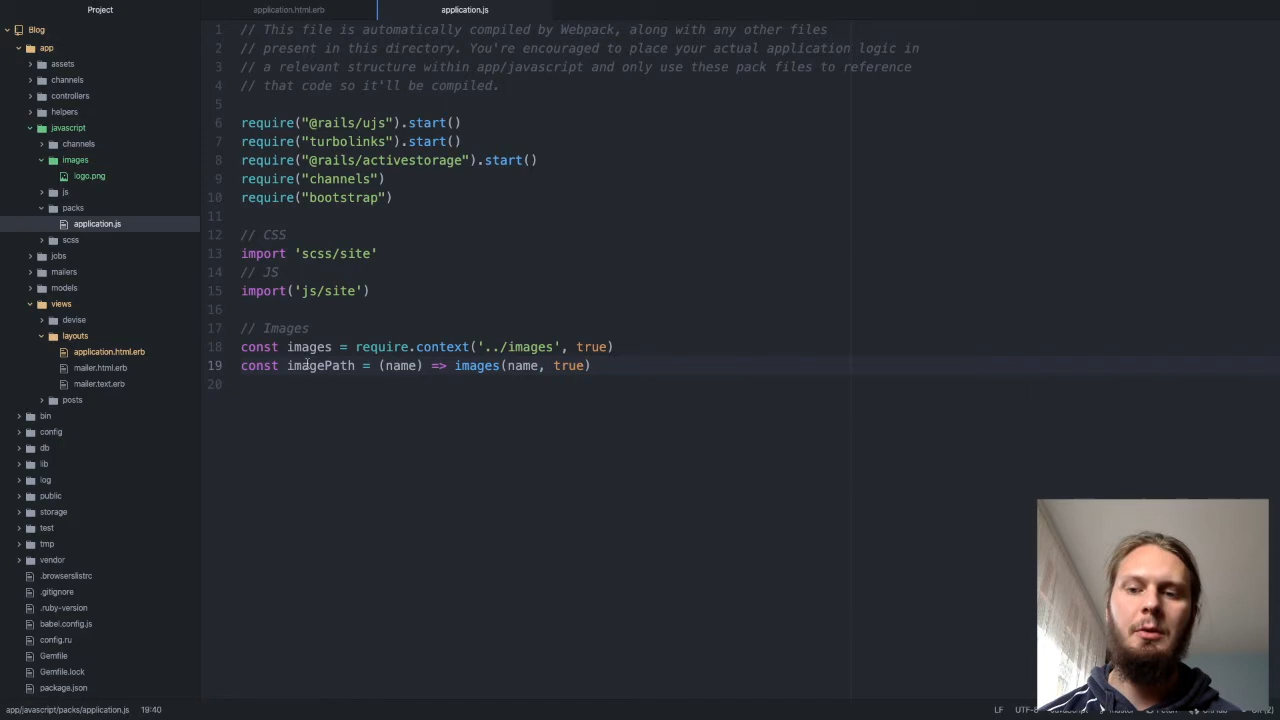 Project
application.html.erb
application.js
Blog
app
assets
channels
controllers
helpers
javascript
channels
images
logo.png
js
packs
application.js
scss
jobs
mailers
models
views
devise
layouts
application.html.erb
mailer.html.erb
mailer.text.erb
posts
bin
config
db
lib
log
public
storage
test
tmp
vendor
.browserslistrc
.gitignore
.ruby-version
babel.config.js
config.ru
Gemfile
Gemfile.lock
package.json
1 // This file is automatically compiled by Webpack, along with any other files
2 // present in this directory. You're encouraged to place your actual application logic in
3 // a relevant structure within app/javascript and only use these pack files to reference
4 // that code so it'll be compiled.
5
6 require("@rails/ujs").start()
7 require("turbolinks").start()
8 require("@rails/activestorage").start()
9 require("channels")
10 require("bootstrap")
11
12 // CSS
13 import 'scss/site'
14 // JS
15 import('js/site')
16
17 // Images
18 const images = require.context('../images', true)
19 const imagePath = (name) => images(name, true)
20
app/javascript/packs/application.js 19:40
LF UTF-8